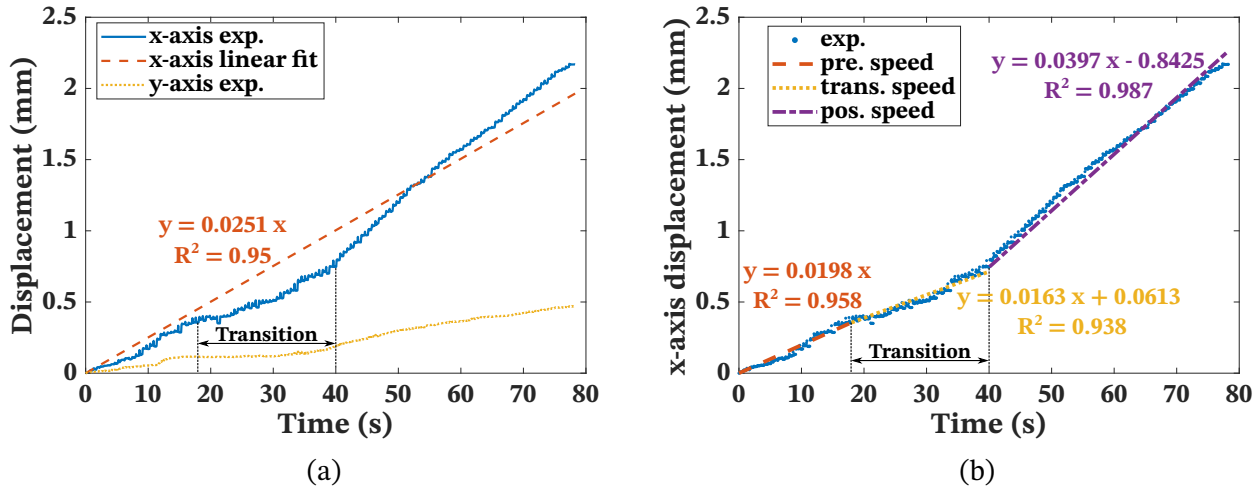 2.5
2
1.5
1
0.5
0
Displacement (mm)
x-axis exp.
x-axis linear fit
y-axis exp.
y = 0.0251 x
R² = 0.95
Transition
0 10 20 30 40 50 60 70 80
Time (s)
(a)
2.5
2
1.5
1
0.5
0
x-axis displacement (mm)
exp.
pre. speed
trans. speed
pos. speed
y = 0.0397 x - 0.8425
R² = 0.987
y = 0.0198 x
R² = 0.958
y = 0.0163 x + 0.0613
R² = 0.938
Transition
0 10 20 30 40 50 60 70 80
Time (s)
(b)